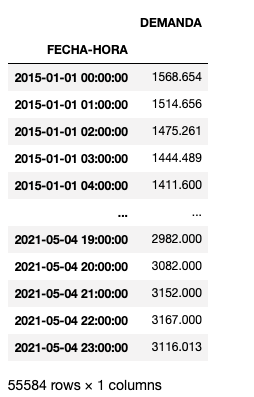 DEMANDA
FECHA-HORA
2015-01-01 00:00:00 1568.654
2015-01-01 01:00:00 1514.656
2015-01-01 02:00:00 1475.261
2015-01-01 03:00:00 1444.489
2015-01-01 04:00:00 1411.600
... ...
2021-05-04 19:00:00 2982.000
2021-05-04 20:00:00 3082.000
2021-05-04 21:00:00 3152.000
2021-05-04 22:00:00 3167.000
2021-05-04 23:00:00 3116.013
55584 rows × 1 columns